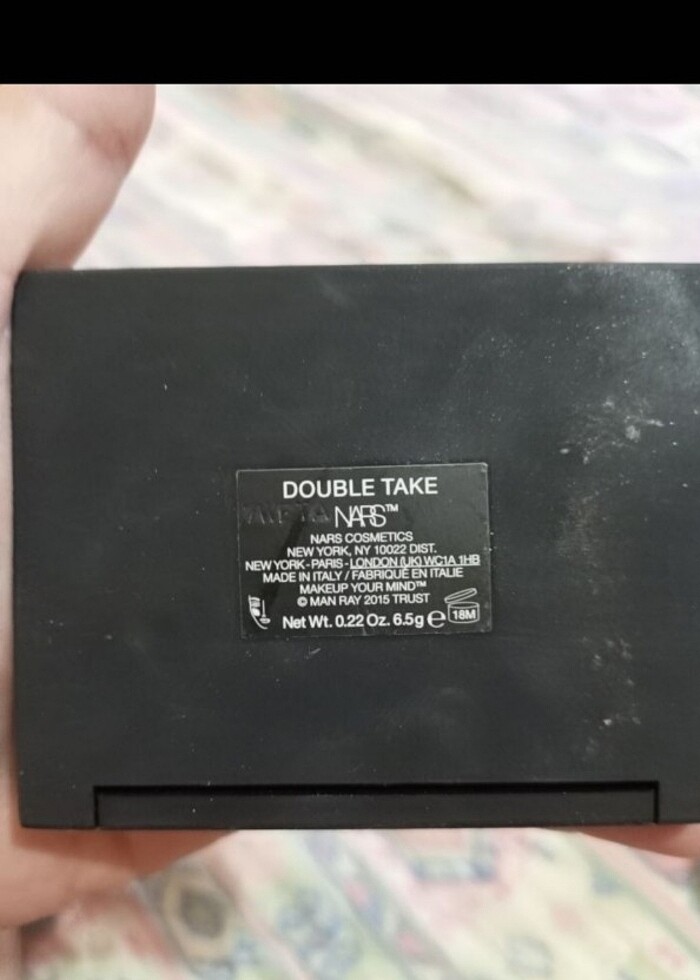 DOUBLE TAKE
NARS™
NARS COSMETICS
NEW YORK, NY 10022 DIST.
NEW YORK - PARIS - LONDON (UK) WC1A 1HB
MADE IN ITALY / FABRIQUÉ EN ITALIE
MAKEUP YOUR MIND™
© MAN RAY 2015 TRUST
Net Wt. 0.22 Oz. 6.5g ℮ 18M